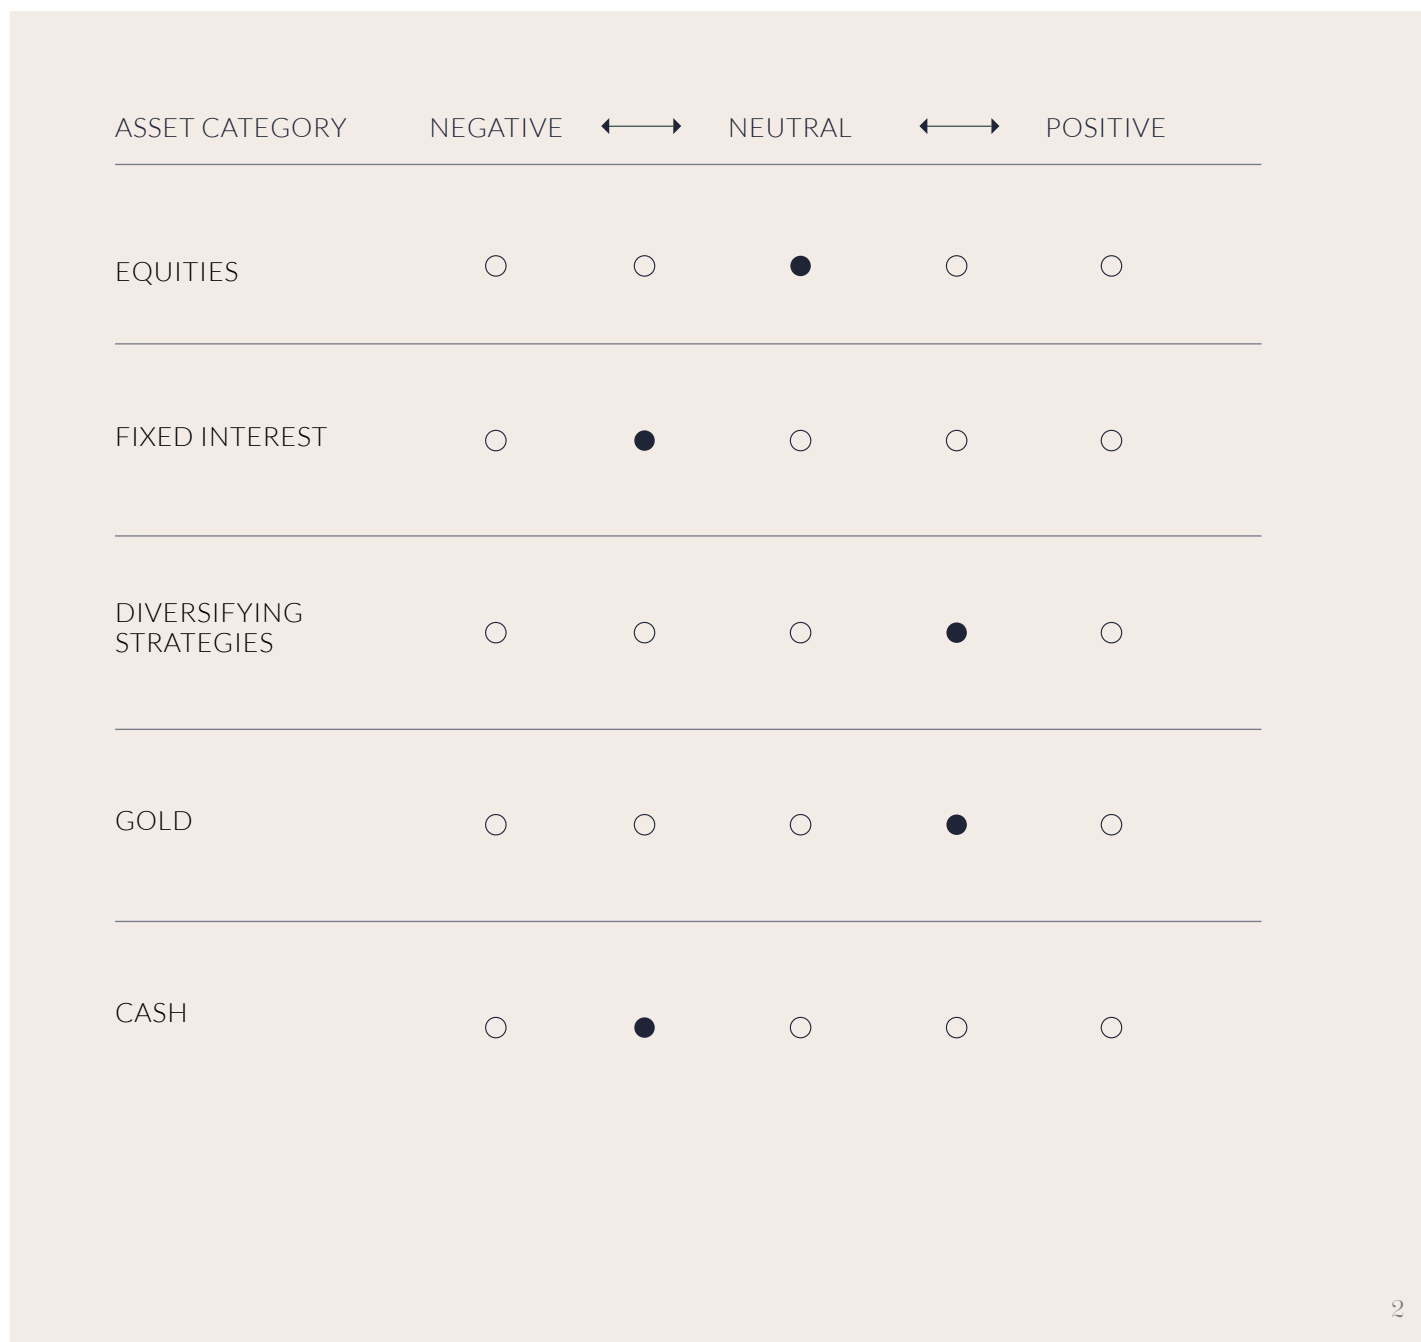 ASSET CATEGORY NEGATIVE NEUTRAL POSITIVE
EQUITIES
FIXED INTEREST
DIVERSIFYING
STRATEGIES
GOLD
CASH
2